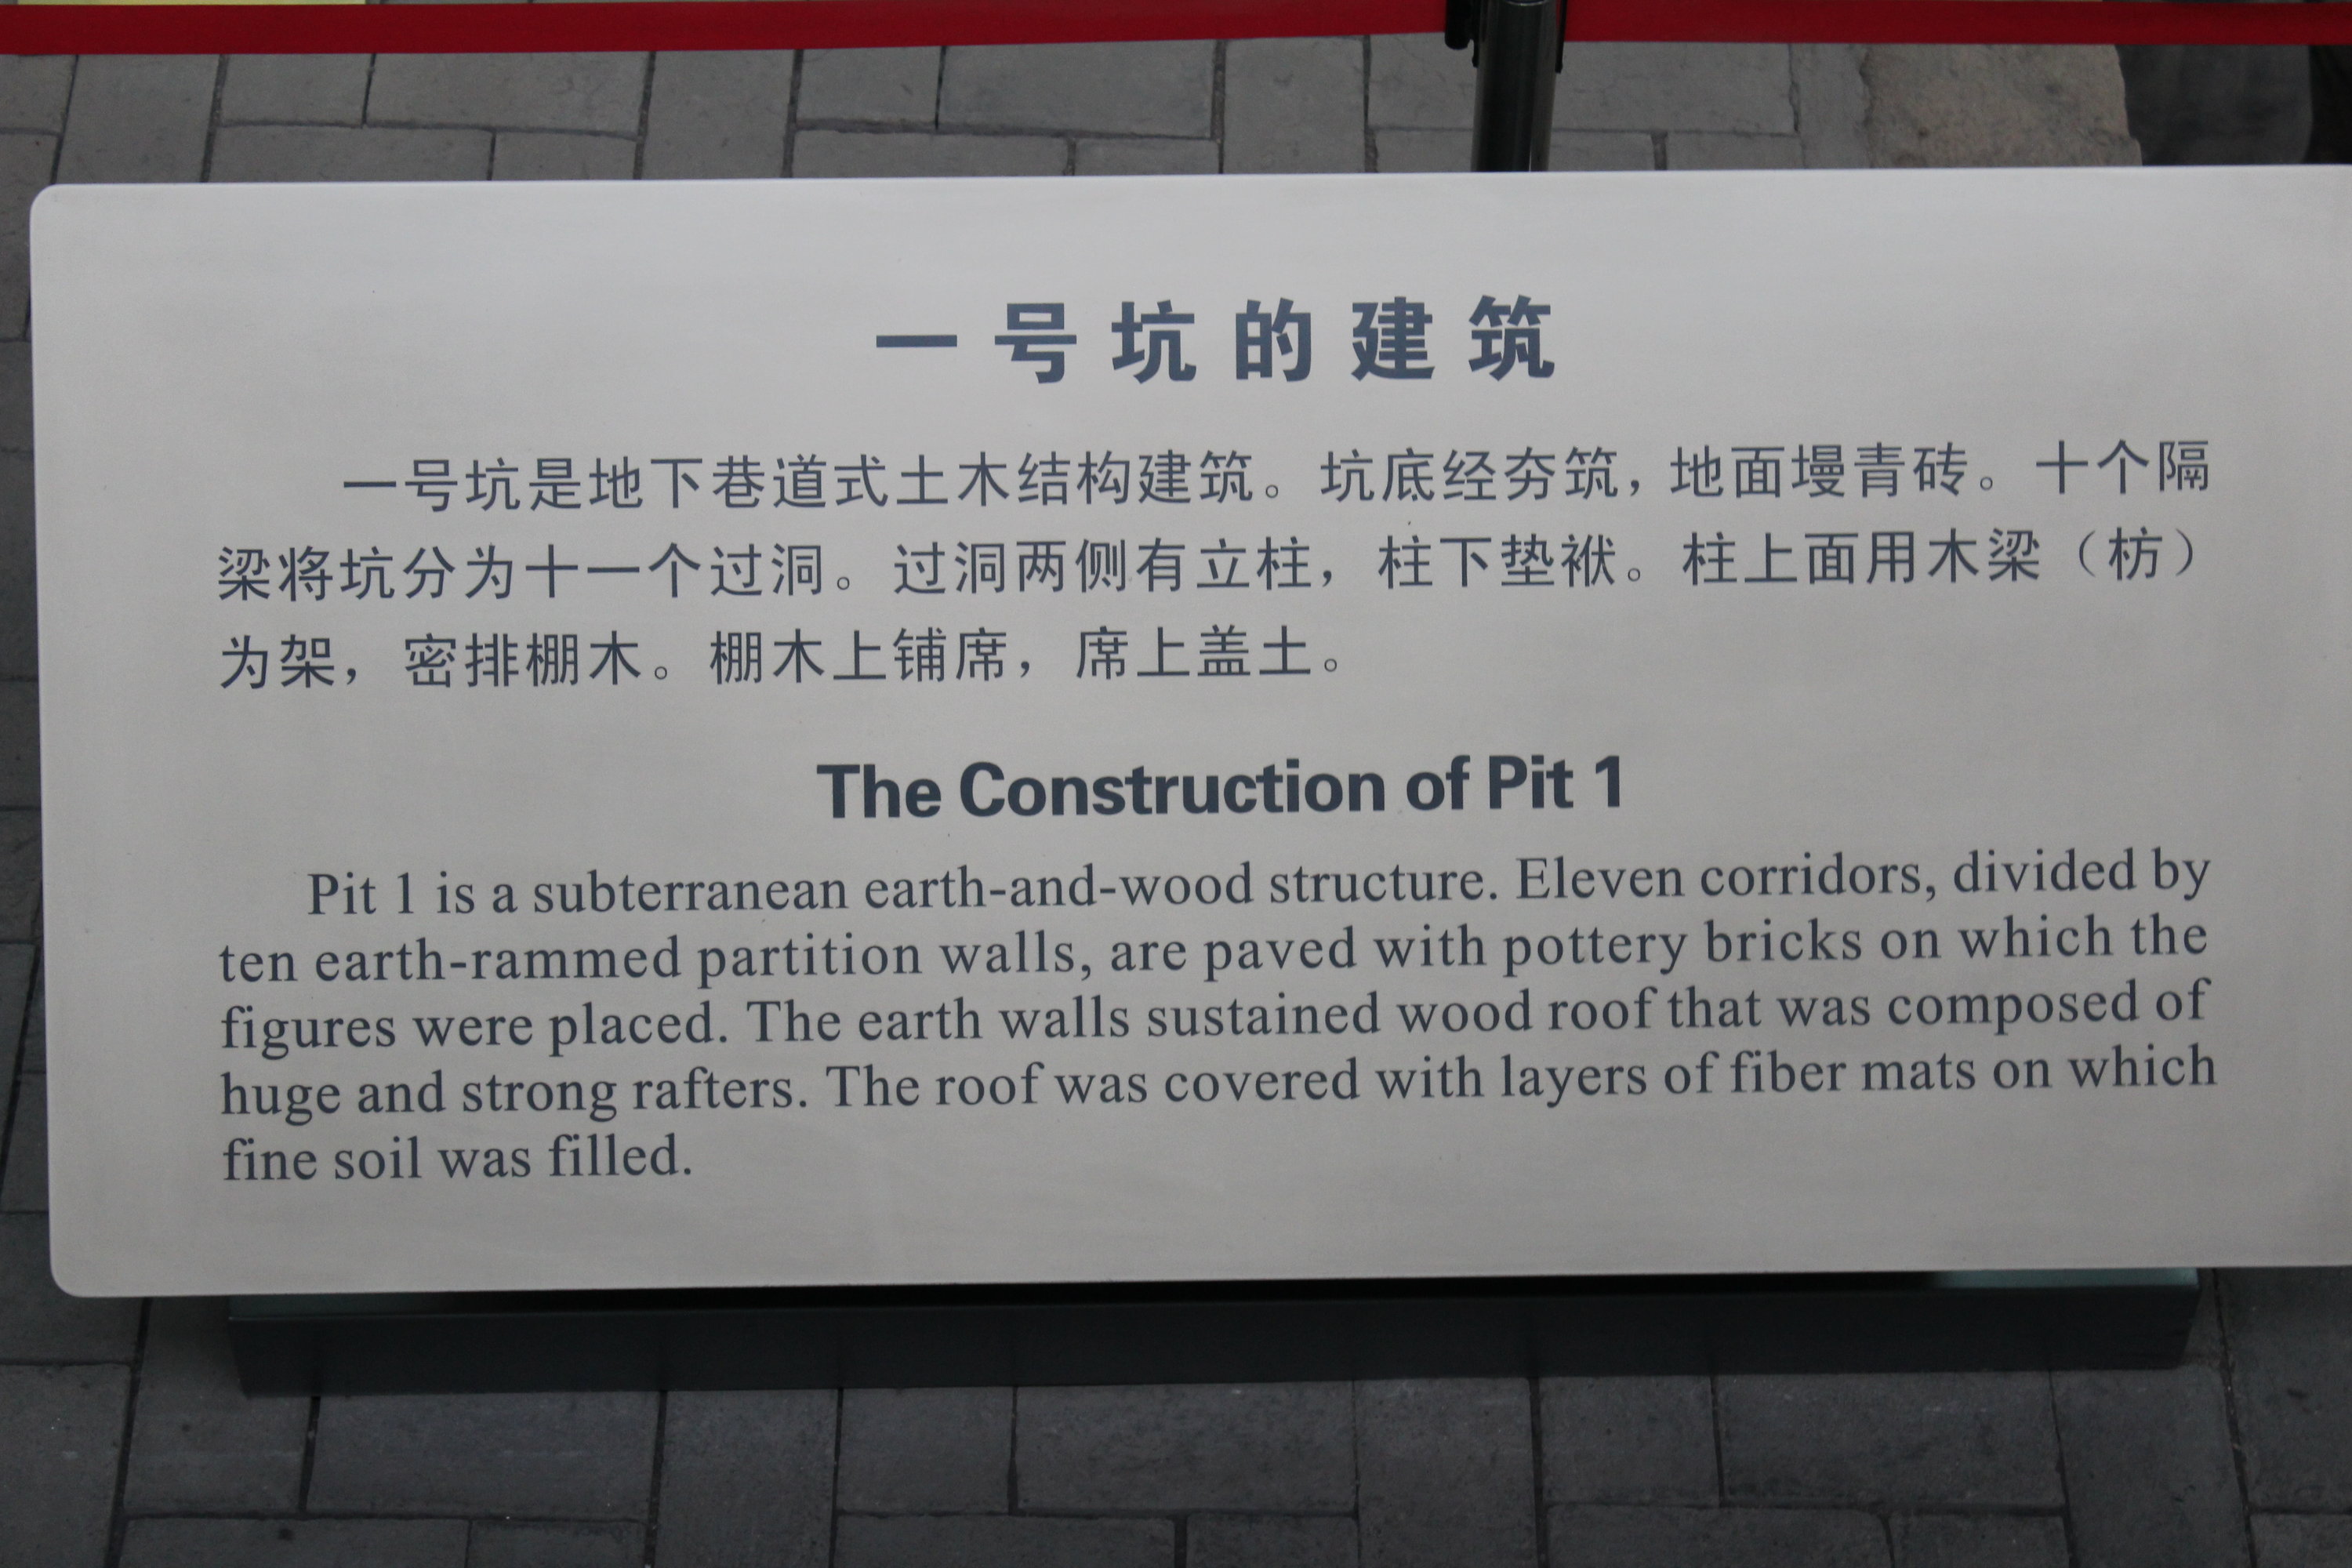 一号坑的建筑
一号坑是地下巷道式土木结构建筑。坑底经夯筑，地面墁青砖。十个隔
梁将坑分为十一个过洞。过洞两侧有立柱，柱下垫袱。柱上面用木梁（枋）
为架，密排棚木。棚木上铺席，席上盖土。
The Construction of Pit 1
Pit 1 is a subterranean earth-and-wood structure. Eleven corridors, divided by
ten earth-rammed partition walls, are paved with pottery bricks on which the
figures were placed. The earth walls sustained wood roof that was composed of
huge and strong rafters. The roof was covered with layers of fiber mats on which
fine soil was filled.